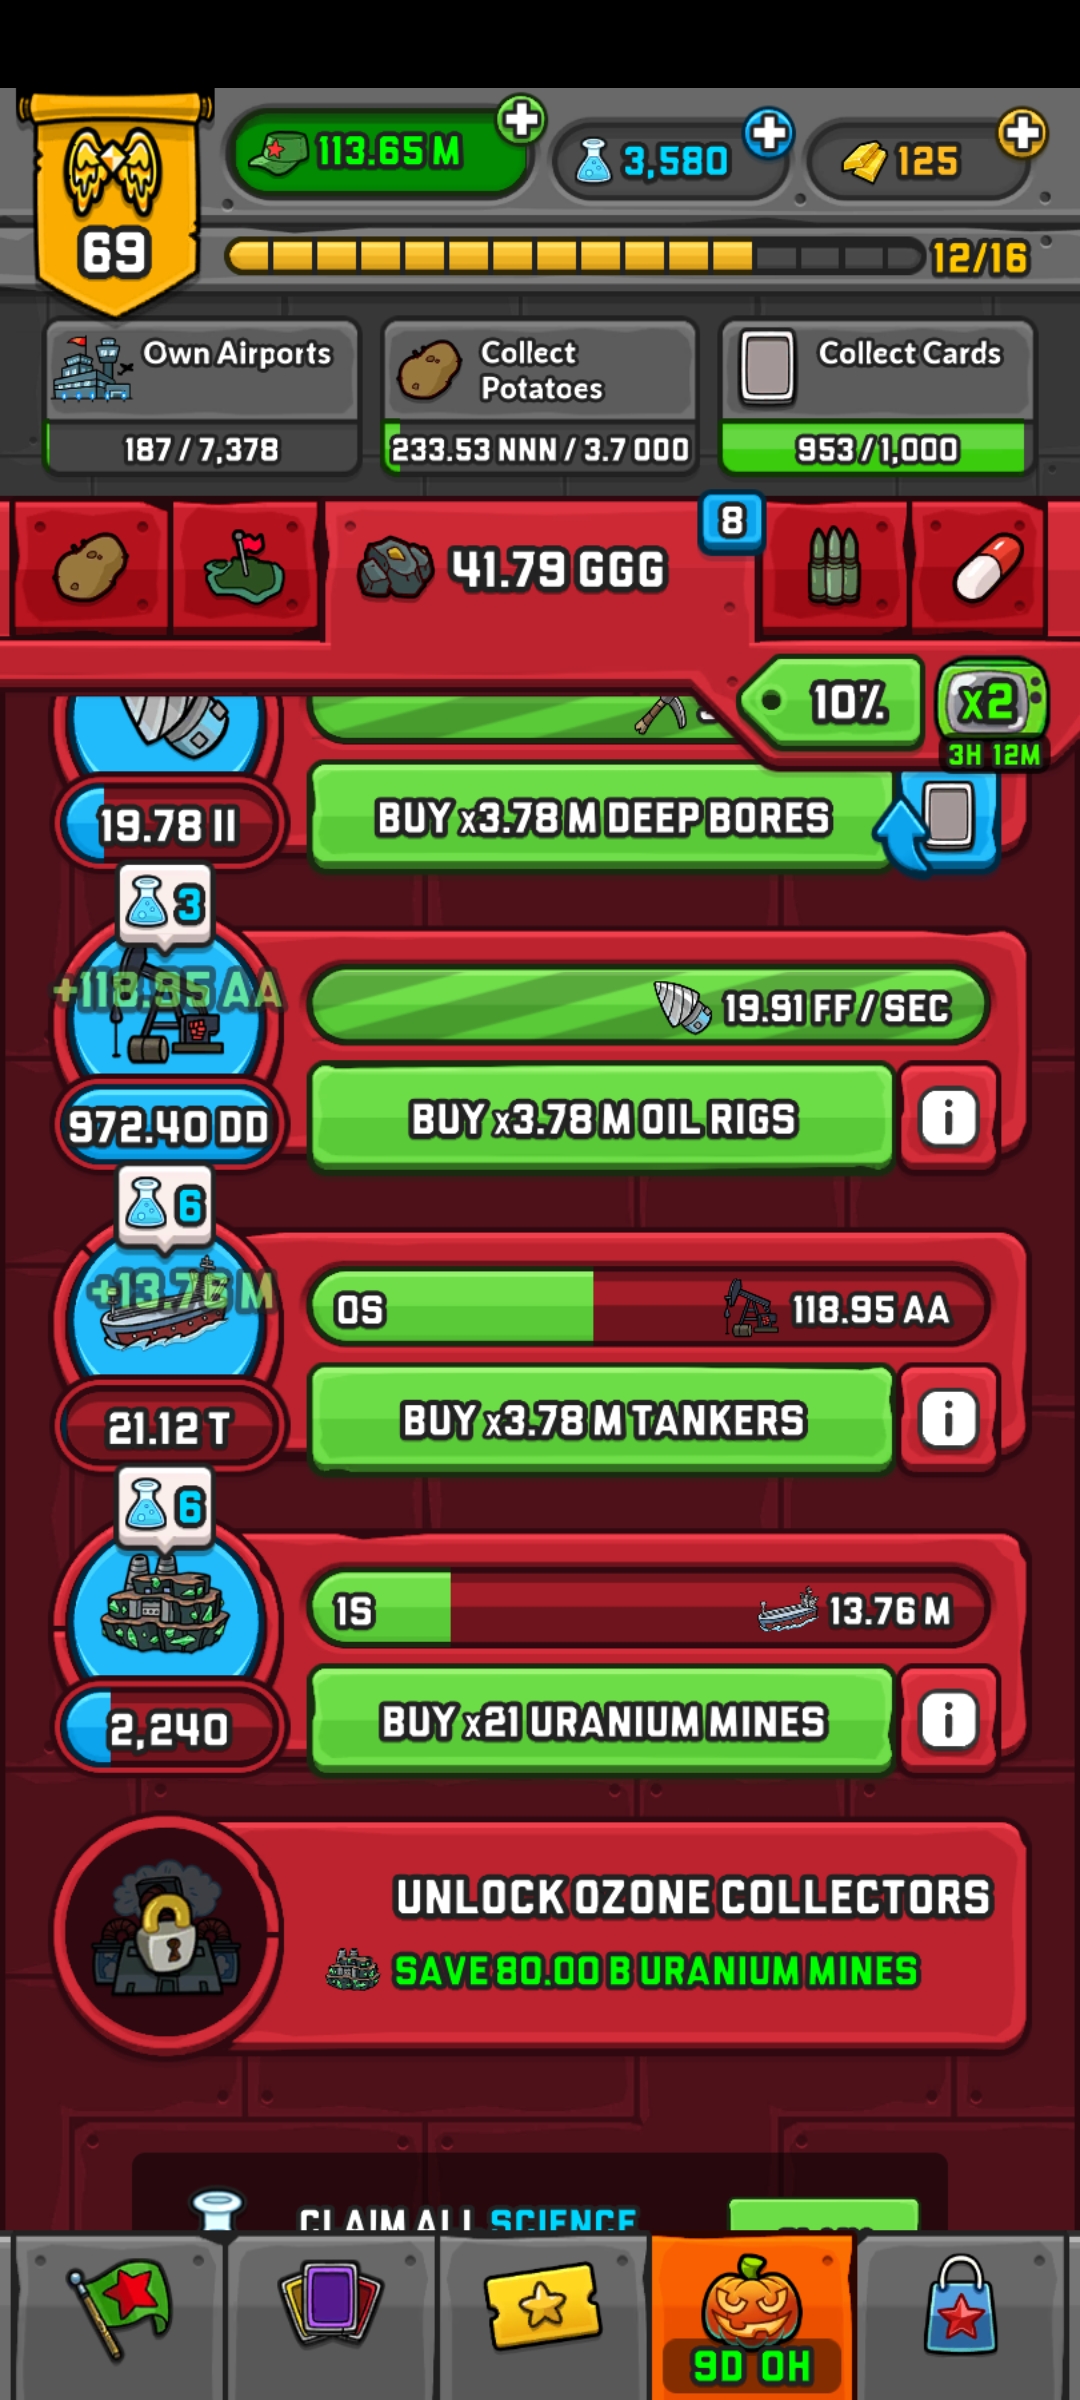 113.65 M
3,580
125
69
12/16
Own Airports
Collect
Potatoes
Collect Cards
187 / 7,378
233.53 NNN / 3.7 OOO
953 / 1,000
41.79 GGG
8
10%
x2
3H 12M
19.78 II
BUY x3.78 M DEEP BORES
3
+118.95 AA
19.91 FF / SEC
972.40 DD
BUY x3.78 M OIL RIGS
i
6
+13.76 M
0S
118.95 AA
21.12 T
BUY x3.78 M TANKERS
i
6
1S
13.76 M
2,240
BUY x21 URANIUM MINES
i
UNLOCK OZONE COLLECTORS
SAVE 80.00 B URANIUM MINES
CLAIM ALL SCIENCE
9D 0H